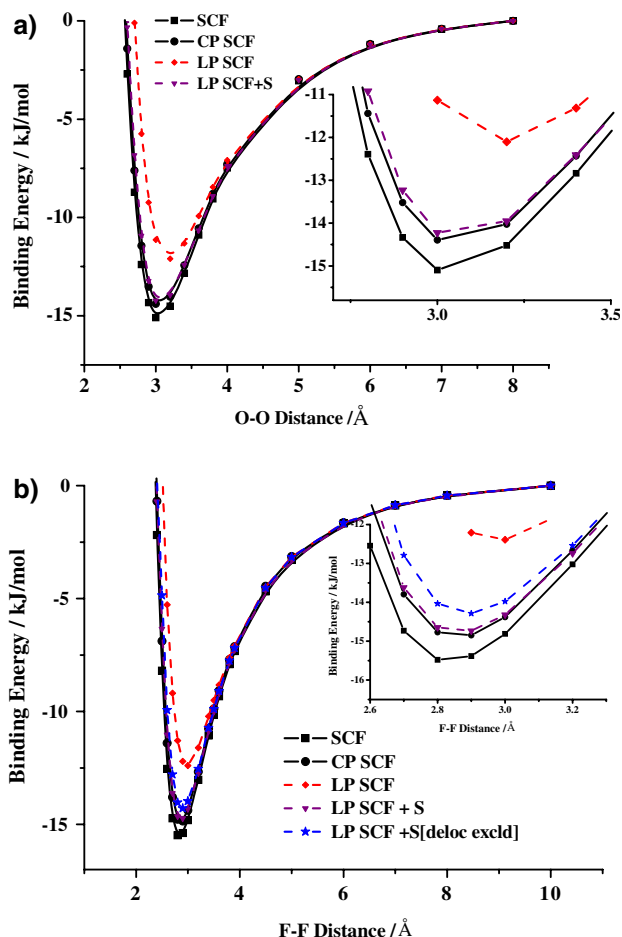 a)
SCF
CP SCF
LP SCF
LP SCF+S
0
-5
-10
-15
Binding Energy / kJ/mol
2 3 4 5 6 7 8
O-O Distance /Å
-11
-12
-13
-14
-15
3.0 3.5
b)
0
-5
-10
-15
Binding Energy / kJ/mol
2 4 6 8 10
F-F Distance /Å
-12
-13
-14
-15
-16
Binding Energy / kJ/mol
2.6 2.8 3.0 3.2
F-F Distance / Å
SCF
CP SCF
LP SCF
LP SCF + S
LP SCF +S[deloc excld]